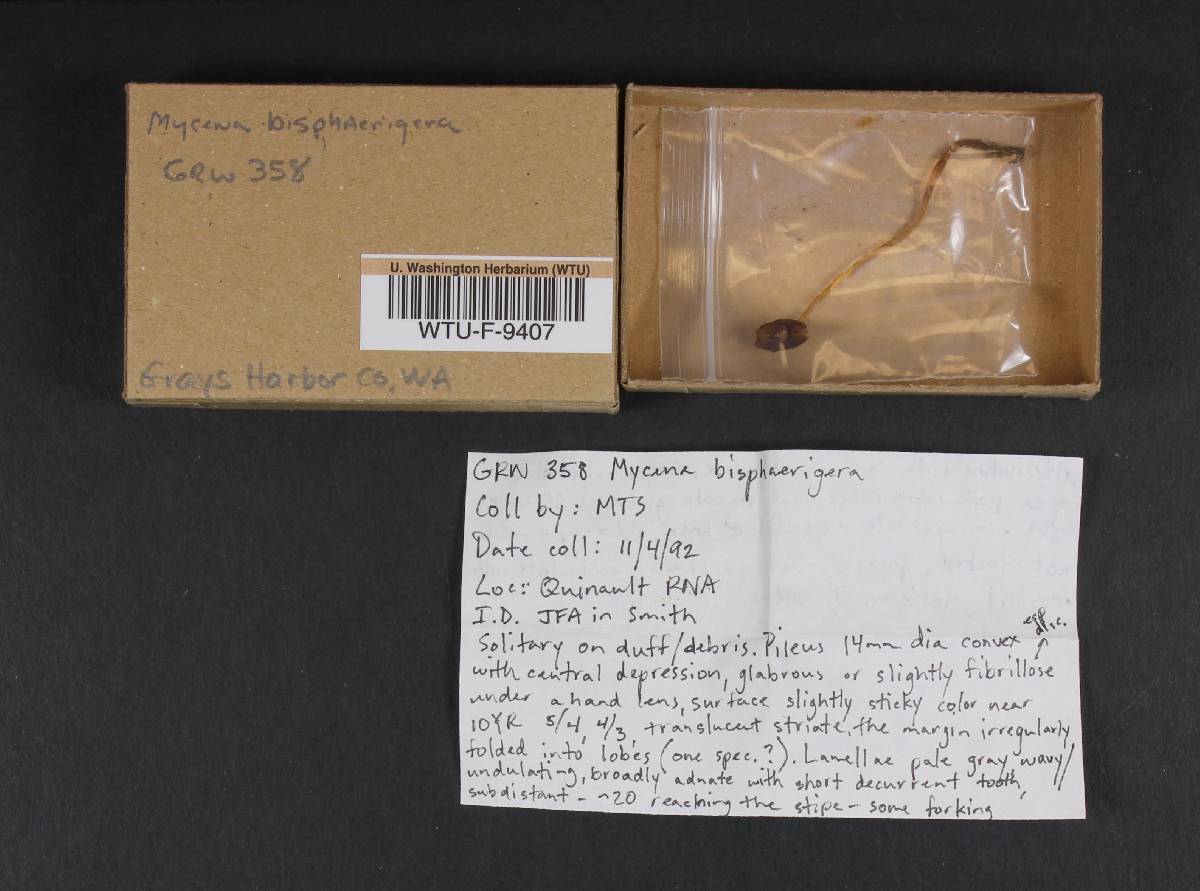 Mycena bisphaerigera
GRW 358
U. Washington Herbarium (WTU)
WTU-F-9407
Grays Harbor Co, WA
GRW 358 Mycena bisphaerigera
Coll by: MTS
Date coll: 11/4/92
Loc:: Quinault RNA
I.D. JFA in Smith
esp
disc.
Solitary on duff/debris. Pileus 14mm dia convex
with central depression, glabrous or slightly fibrillose
under a hand lens, surface slightly sticky color near
10YR 5/4, 4/3, translucent striate, the margin irregularly
folded into lobes (one spec.?). Lamellae pale gray wavy/
undulating, broadly adnate with short decurrent tooth,
subdistant - ~20 reaching the stipe - some forking